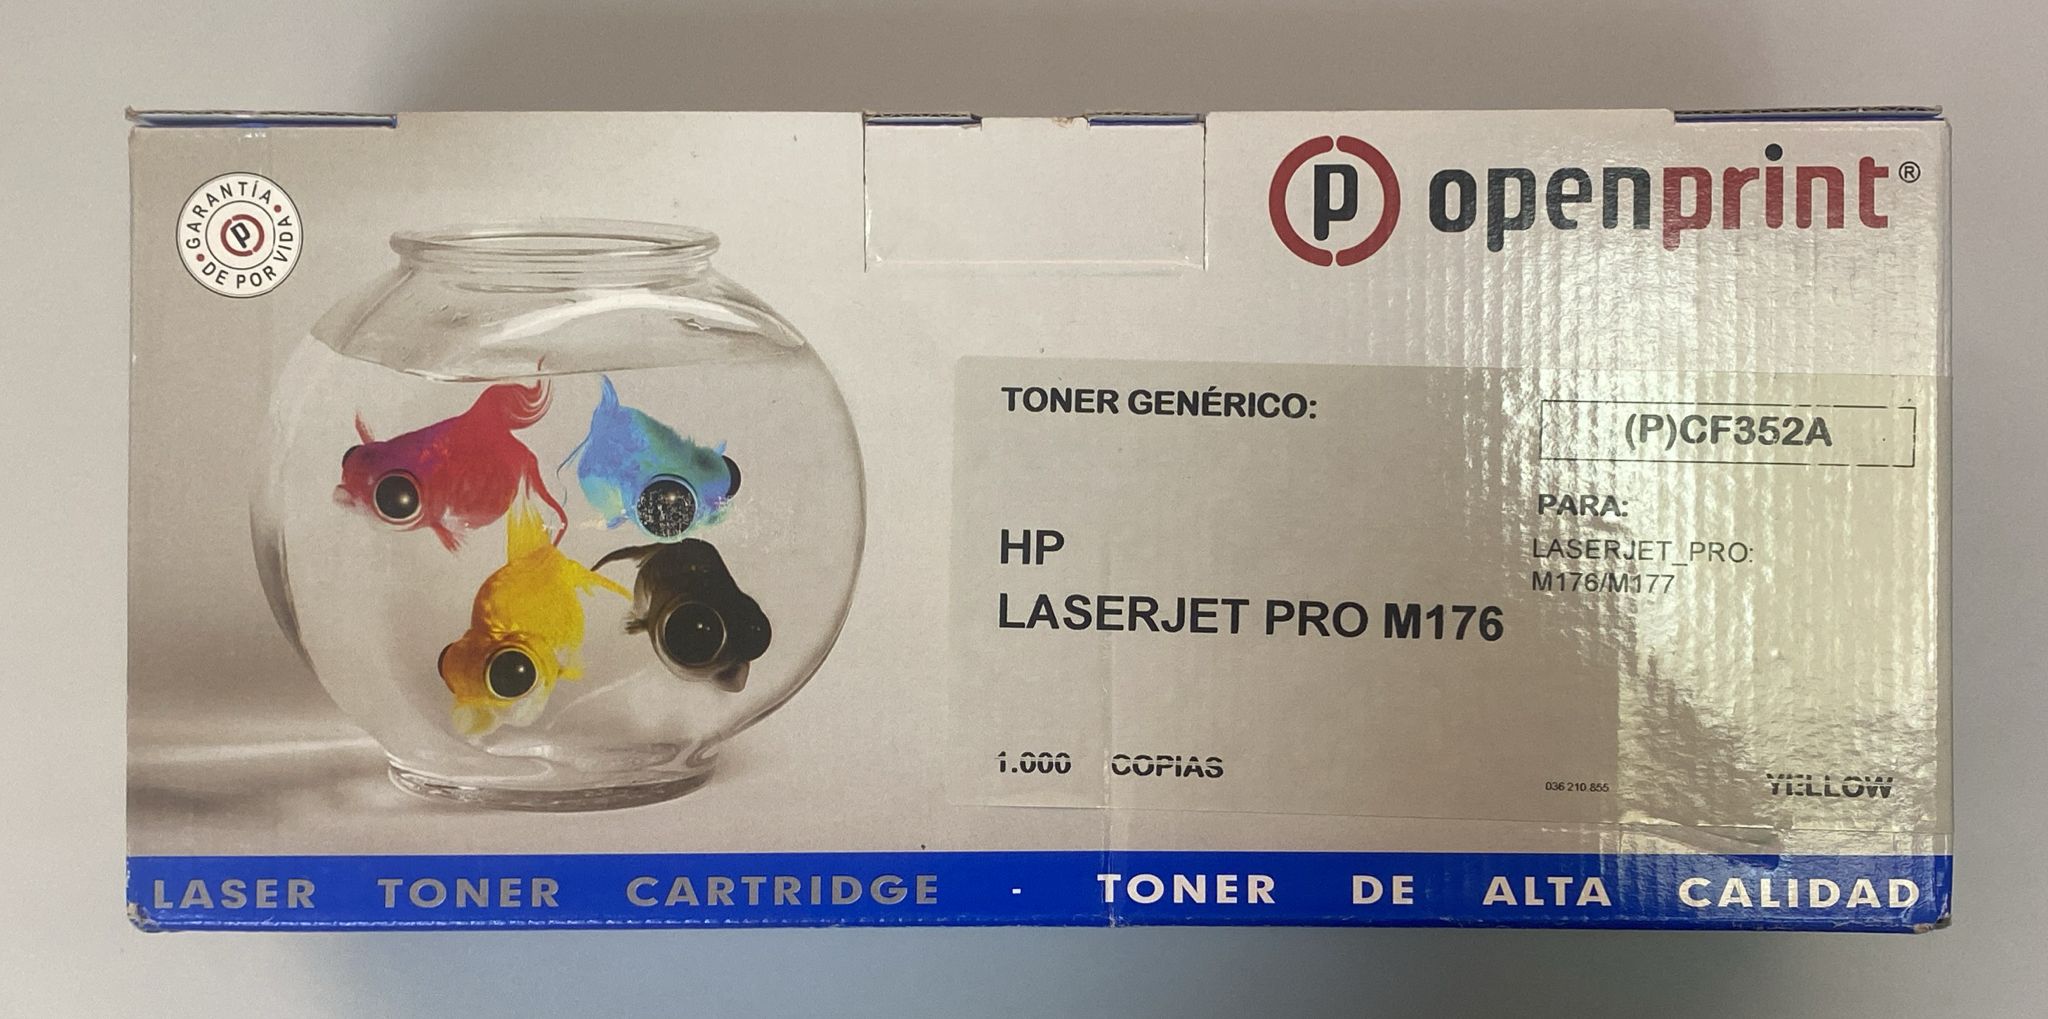 GARANTÍA
DE POR VIDA
P
P openprint®
TONER GENÉRICO:
(P)CF352A
PARA:
HP
LASERJET_PRO:
M176/M177
LASERJET PRO M176
1.000 COPIAS
036 210 855
YELLOW
LASER TONER CARTRIDGE - TONER DE ALTA CALIDAD